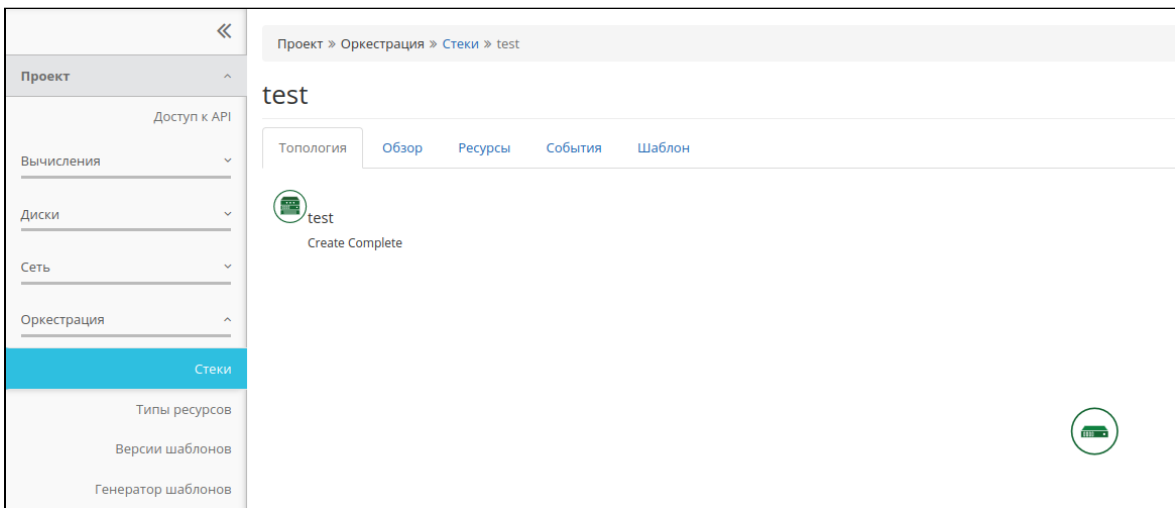 Проект » Оркестрация » Стеки » test
Проект
Доступ к API
Вычисления
Диски
Сеть
Оркестрация
Стеки
Типы ресурсов
Версии шаблонов
Генератор шаблонов
test
Топология Обзор Ресурсы События Шаблон
test
Create Complete